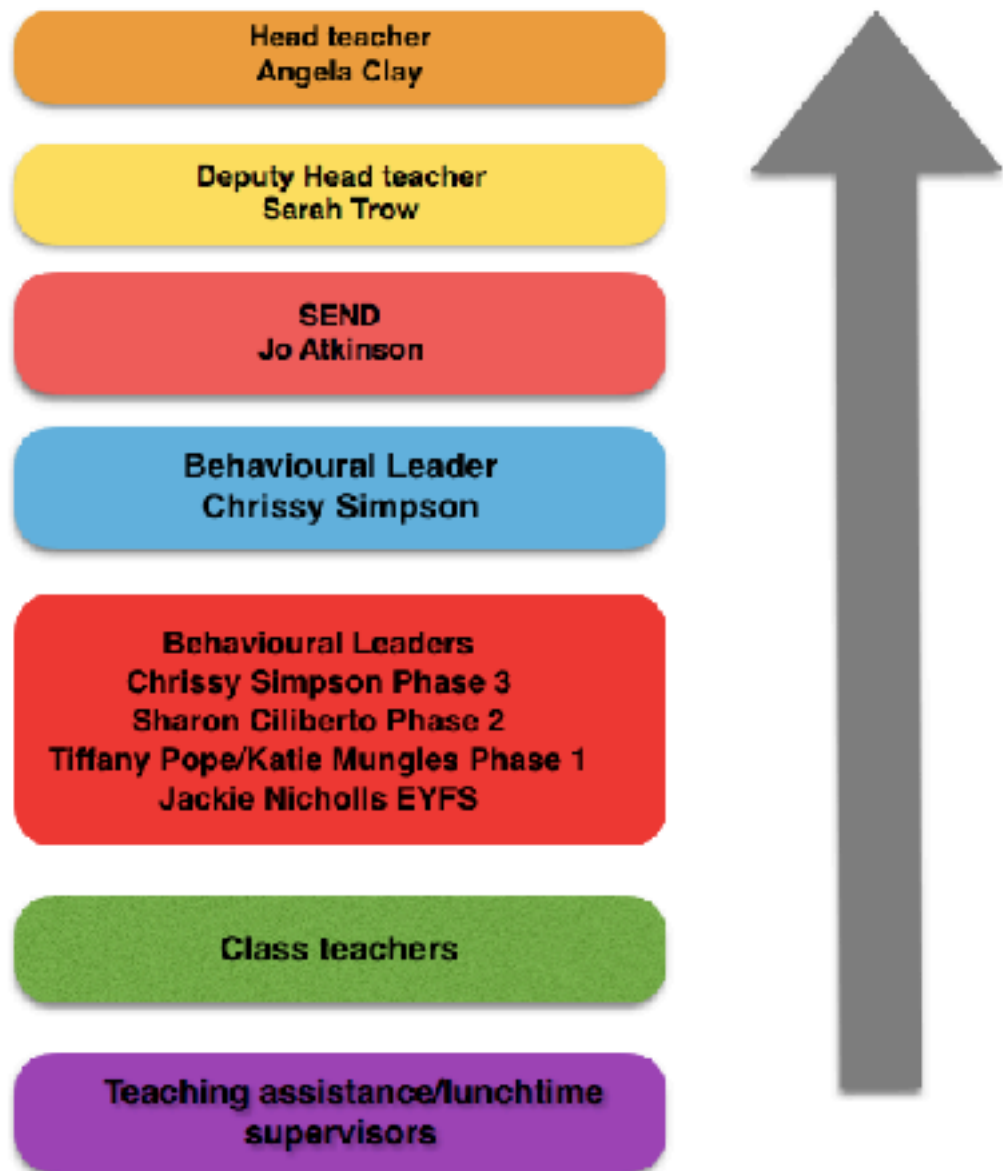 Head teacher
Angela Clay
Deputy Head teacher
Sarah Trow
SEND
Jo Atkinson
Behavioural Leader
Chrissy Simpson
Behavioural Leaders
Chrissy Simpson Phase 3
Sharon Ciliberto Phase 2
Tiffany Pope/Katie Mungles Phase 1
Jackie Nicholls EYFS
Class teachers
Teaching assistance/lunchtime
supervisors